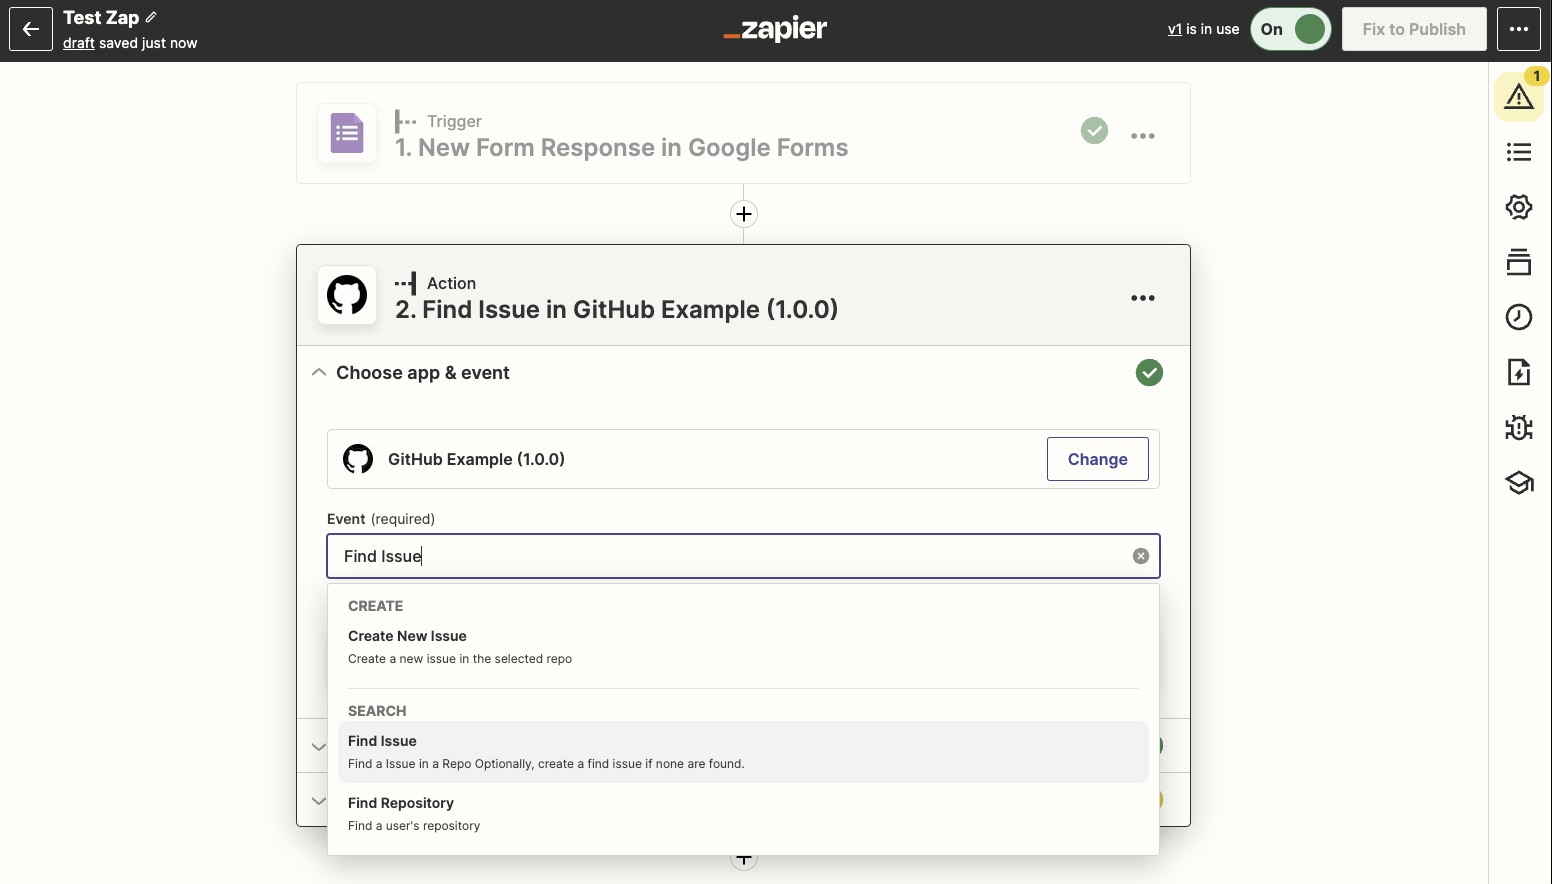 Test Zap
draft saved just now
_zapier
v1 is in use
On
Fix to Publish
1
Trigger
1. New Form Response in Google Forms
Action
2. Find Issue in GitHub Example (1.0.0)
Choose app & event
GitHub Example (1.0.0)
Change
Event (required)
Find Issue
CREATE
Create New Issue
Create a new issue in the selected repo
SEARCH
Find Issue
Find a Issue in a Repo Optionally, create a find issue if none are found.
Find Repository
Find a user's repository